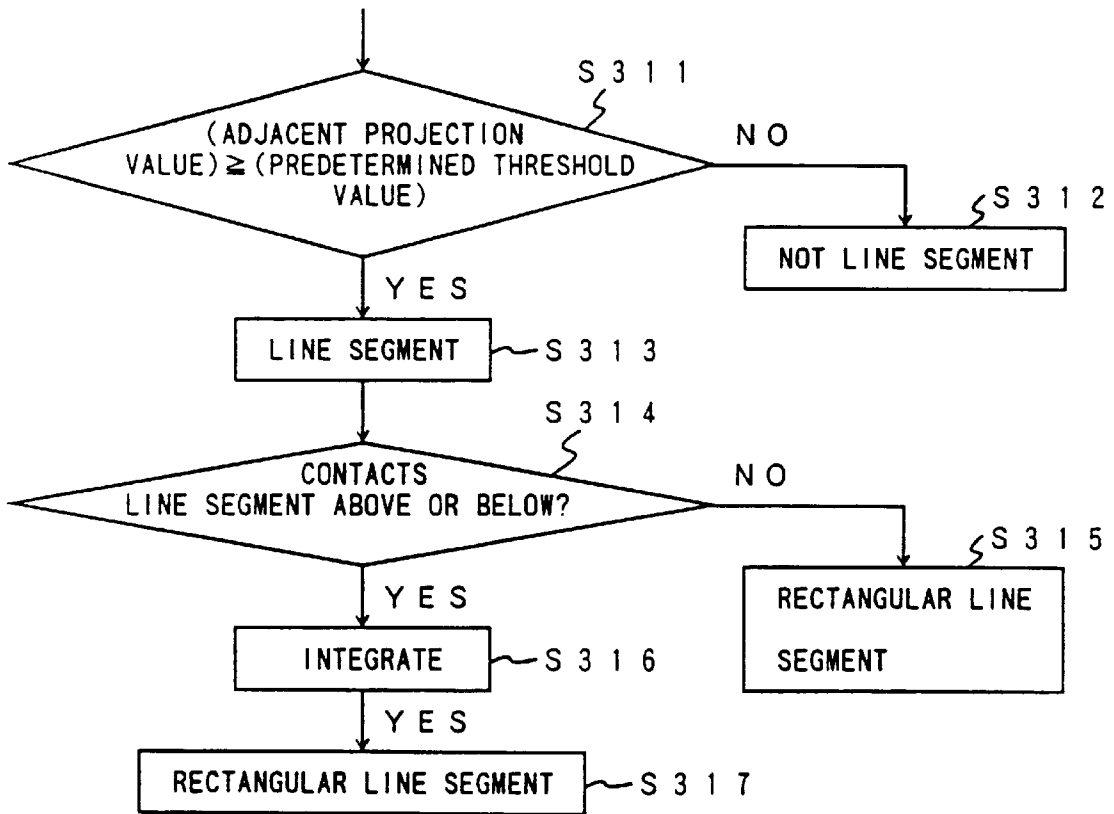 S311
(ADJACENT PROJECTION
VALUE)≧(PREDETERMINED THRESHOLD
VALUE)
NO
S312
NOT LINE SEGMENT
YES
LINE SEGMENT
S313
S314
CONTACTS
LINE SEGMENT ABOVE OR BELOW?
NO
S315
RECTANGULAR LINE
SEGMENT
YES
INTEGRATE
S316
YES
RECTANGULAR LINE SEGMENT
S317